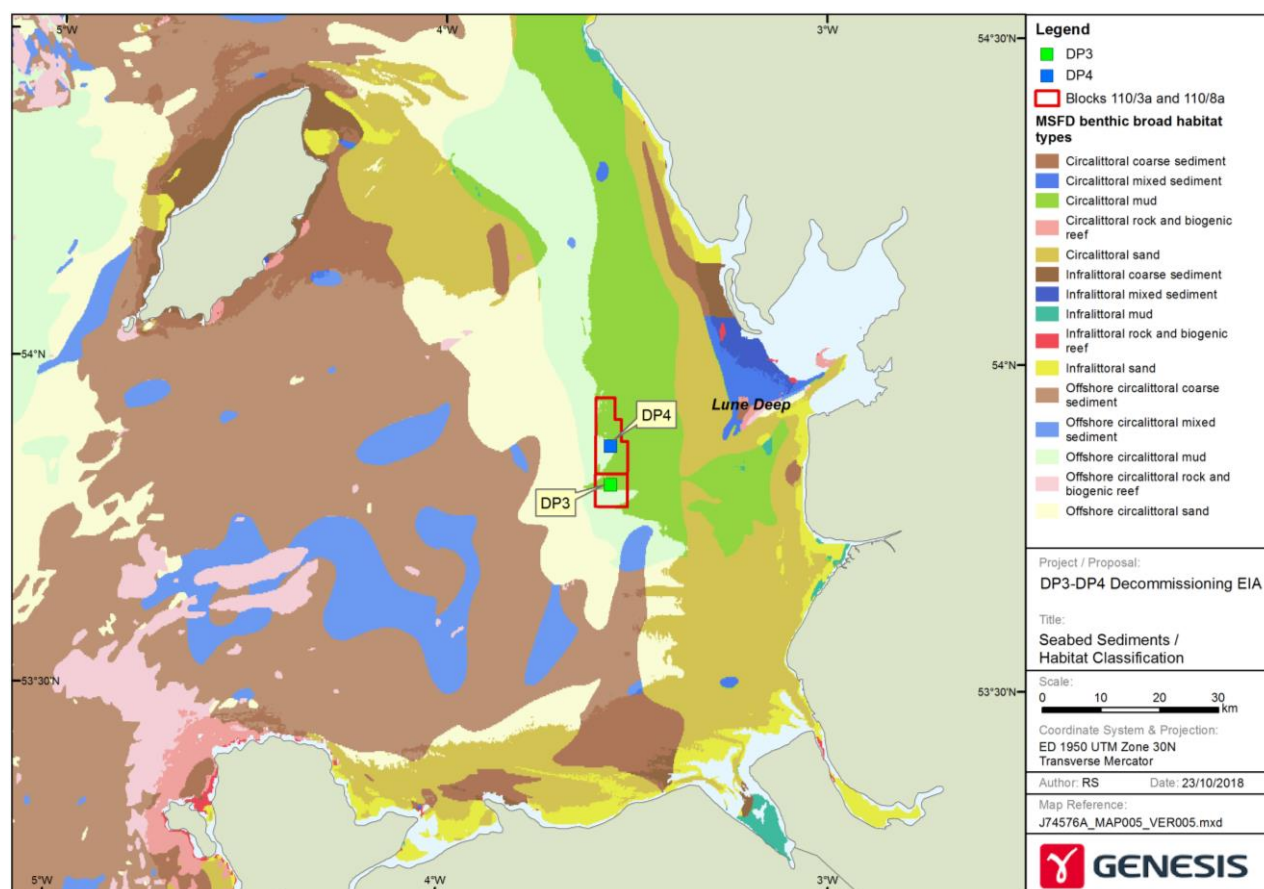 5°W
4°W
3°W
54°30'N
54°30'N
54°N
54°N
Lune Deep
DP4
DP3
53°30'N
53°30'N
5°W
4°W
3°W
Legend
DP3
DP4
Blocks 110/3a and 110/8a
MSFD benthic broad habitat
types
Circalittoral coarse sediment
Circalittoral mixed sediment
Circalittoral mud
Circalittoral rock and biogenic
reef
Circalittoral sand
Infralittoral coarse sediment
Infralittoral mixed sediment
Infralittoral mud
Infralittoral rock and biogenic
reef
Infralittoral sand
Offshore circalittoral coarse
sediment
Offshore circalittoral mixed
sediment
Offshore circalittoral mud
Offshore circalittoral rock and
biogenic reef
Offshore circalittoral sand
Project / Proposal:
DP3-DP4 Decommissioning EIA
Title:
Seabed Sediments /
Habitat Classification
Scale:
0 10 20 30
km
Coordinate System & Projection:
ED 1950 UTM Zone 30N
Transverse Mercator
Author: RS Date: 23/10/2018
Map Reference:
J74576A_MAP005_VER005.mxd
GENESIS